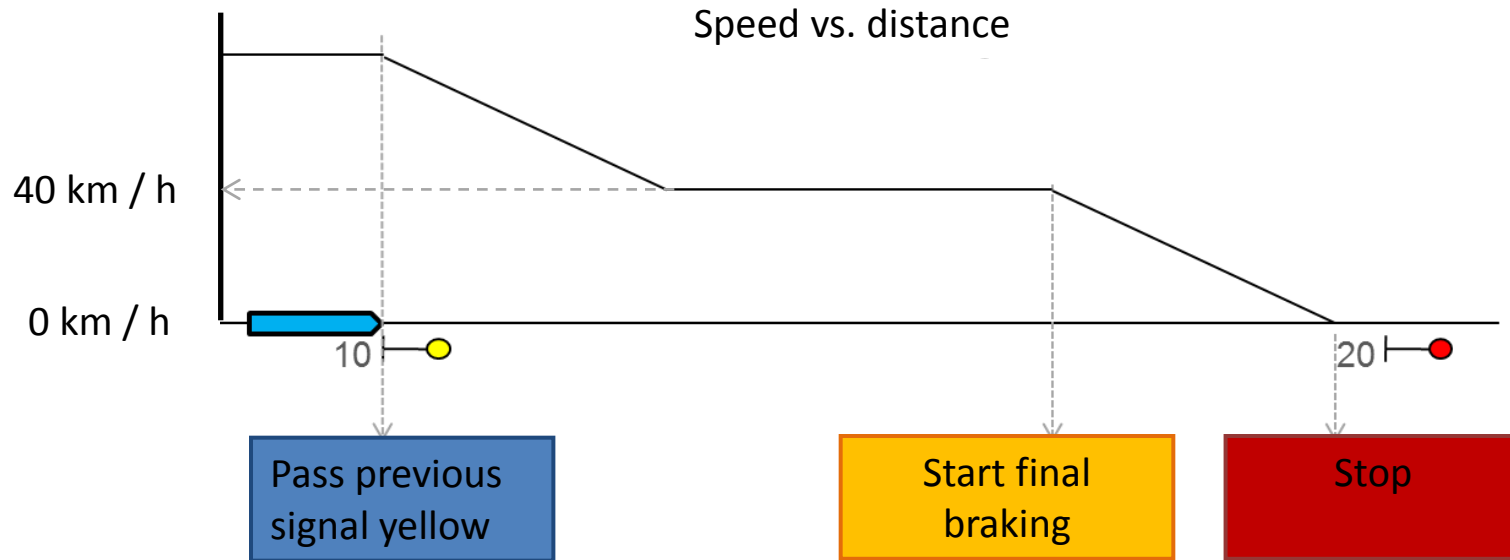 Speed vs. distance
40 km / h
0 km / h
10
20
Pass previous
signal yellow
Start final
braking
Stop